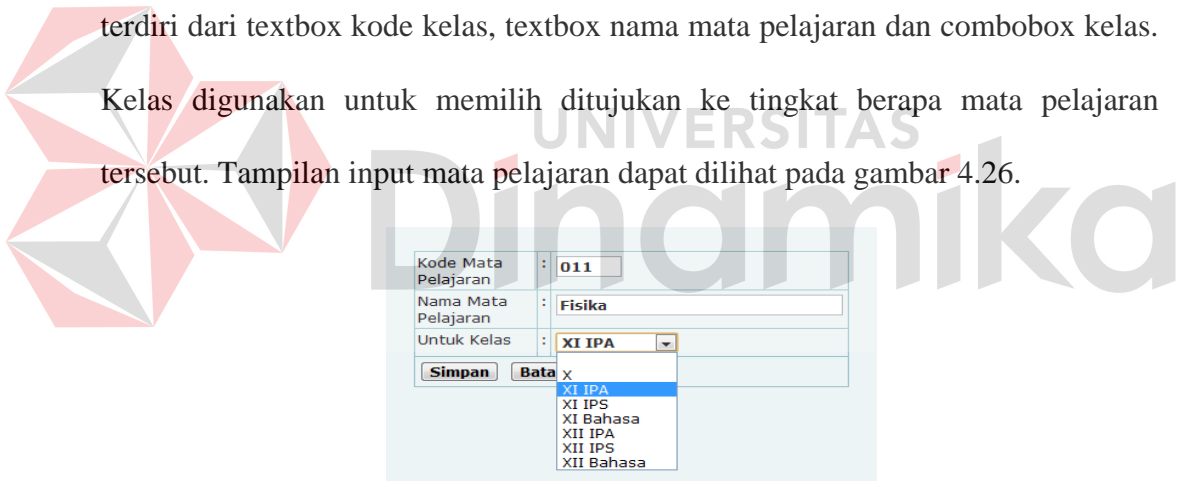 terdiri dari textbox kode kelas, textbox nama mata pelajaran dan combobox kelas.
Kelas digunakan untuk memilih ditujukan ke tingkat berapa mata pelajaran
UNIVERSITAS
tersebut. Tampilan input mata pelajaran dapat dilihat pada gambar 4.26.
Dinamika
Kode Mata Pelajaran : 011
Nama Mata Pelajaran : Fisika
Untuk Kelas : XI IPA
Simpan Bata
X
XI IPA
XI IPS
XI Bahasa
XII IPA
XII IPS
XII Bahasa